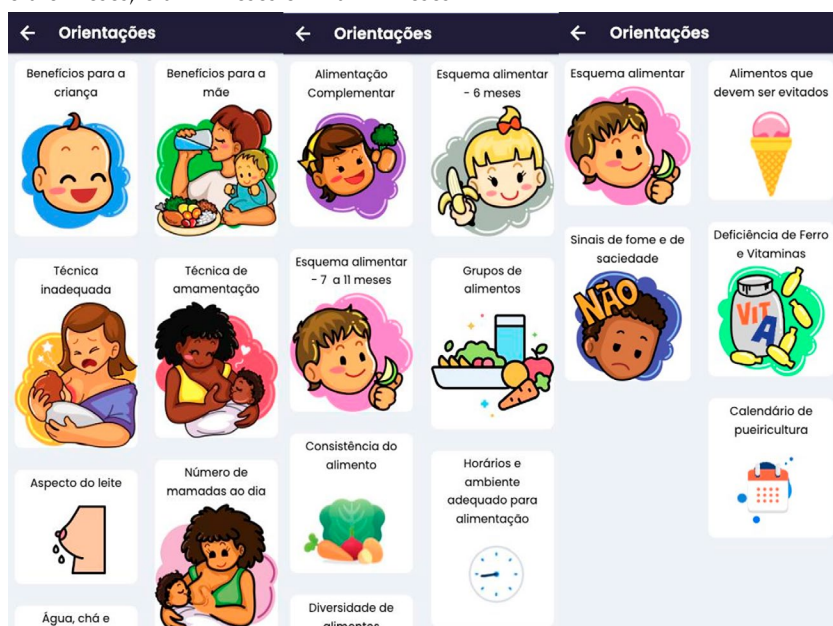 Orientações
Benefícios para a
criança
Benefícios para a
mãe
Técnica
inadequada
Técnica de
amamentação
Aspecto do leite
Número de
mamadas ao dia
Água, chá e
Orientações
Alimentação
Complementar
Esquema alimentar
- 6 meses
Esquema alimentar
- 7 a 11 meses
Grupos de
alimentos
Consistência do
alimento
Horários e
ambiente
adequado para
alimentação
Diversidade de
alimentos
Orientações
Esquema alimentar
Alimentos que
devem ser evitados
Sinais de fome e de
saciedade
NÃO
Deficiência de Ferro
e Vitaminas
VIT
A
Calendário de
pueiricultura